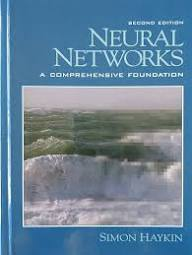 SECOND EDITION
NEURAL
NETWORKS
A COMPREHENSIVE FOUNDATION
SIMON HAYKIN